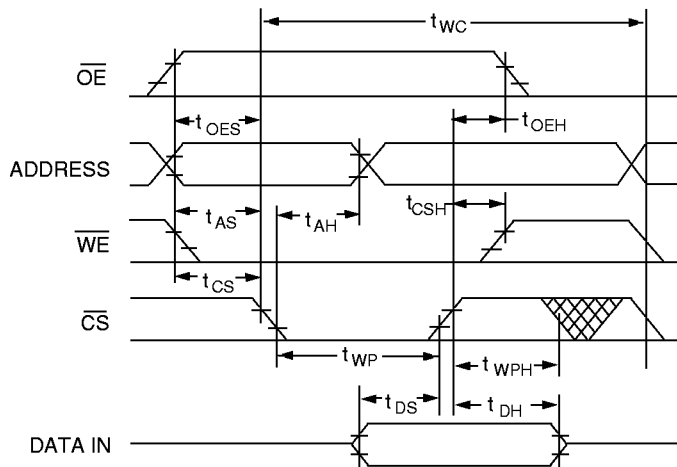 tWC
OE
tOES
tOEH
ADDRESS
tCSH
tAS
tAH
WE
tCS
CS
tWP
tWPH
tDS
tDH
DATA IN